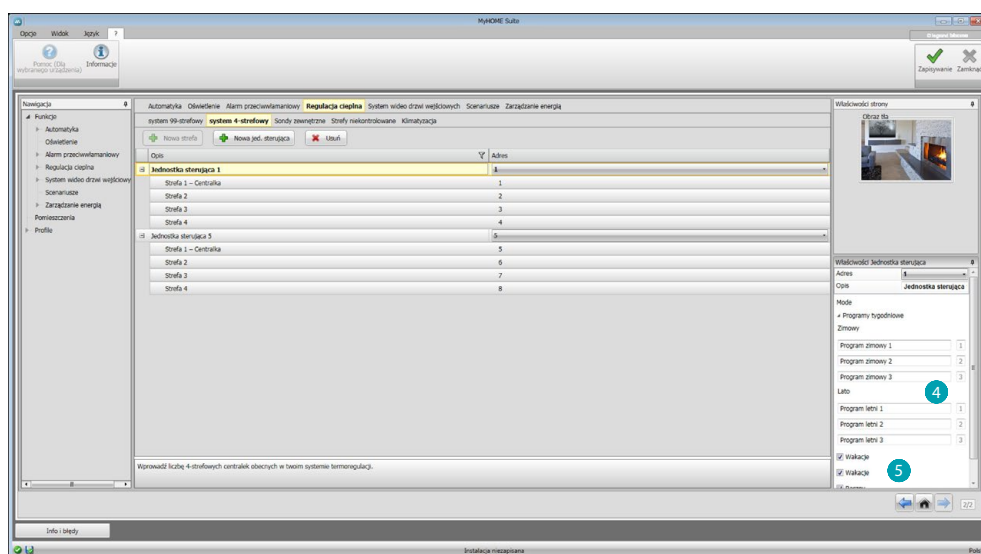 MyHOME Suite
Opcje Widok Język ?
Pomoc (Dla wybranego urządzenia)
Informacje
Zapisywanie Zamknąć
Nawigacja
Funkcje
Automatyka
Oświetlenie
Alarm przeciwwłamaniowy
Regulacja cieplna
System wideo drzwi wejściowy
Scenariusze
Zarządzanie energią
Pomieszczenia
Profile
Automatyka Oświetlenie Alarm przeciwwłamaniowy Regulacja cieplna System wideo drzwi wejściowych Scenariusze Zarządzanie energią
system 99-strefowy system 4-strefowy Sondy zewnętrzne Strefy niekontrolowane Klimatyzacja
Nowa strefa Nowa jed. sterująca Usuń
Opis Adres
Jednostka sterująca 1 1
Strefa 1 – Centralka 1
Strefa 2 2
Strefa 3 3
Strefa 4 4
Jednostka sterująca 5 5
Strefa 1 – Centralka 5
Strefa 2 6
Strefa 3 7
Strefa 4 8
Wprowadź liczbę 4-strefowych centralek obecnych w twoim systemie termoregulacji.
Właściwości strony
Obraz tła
Właściwości Jednostka sterująca
Adres 1
Opis Jednostka sterująca
Mode
Programy tygodniowe
Zimowy
Program zimowy 1 1
Program zimowy 2 2
Program zimowy 3 3
Lato
4
Program letni 1 1
Program letni 2 2
Program letni 3 3
Wakacje
Wakacje
5
2/2
Info i błędy
Instalacja niezapisana